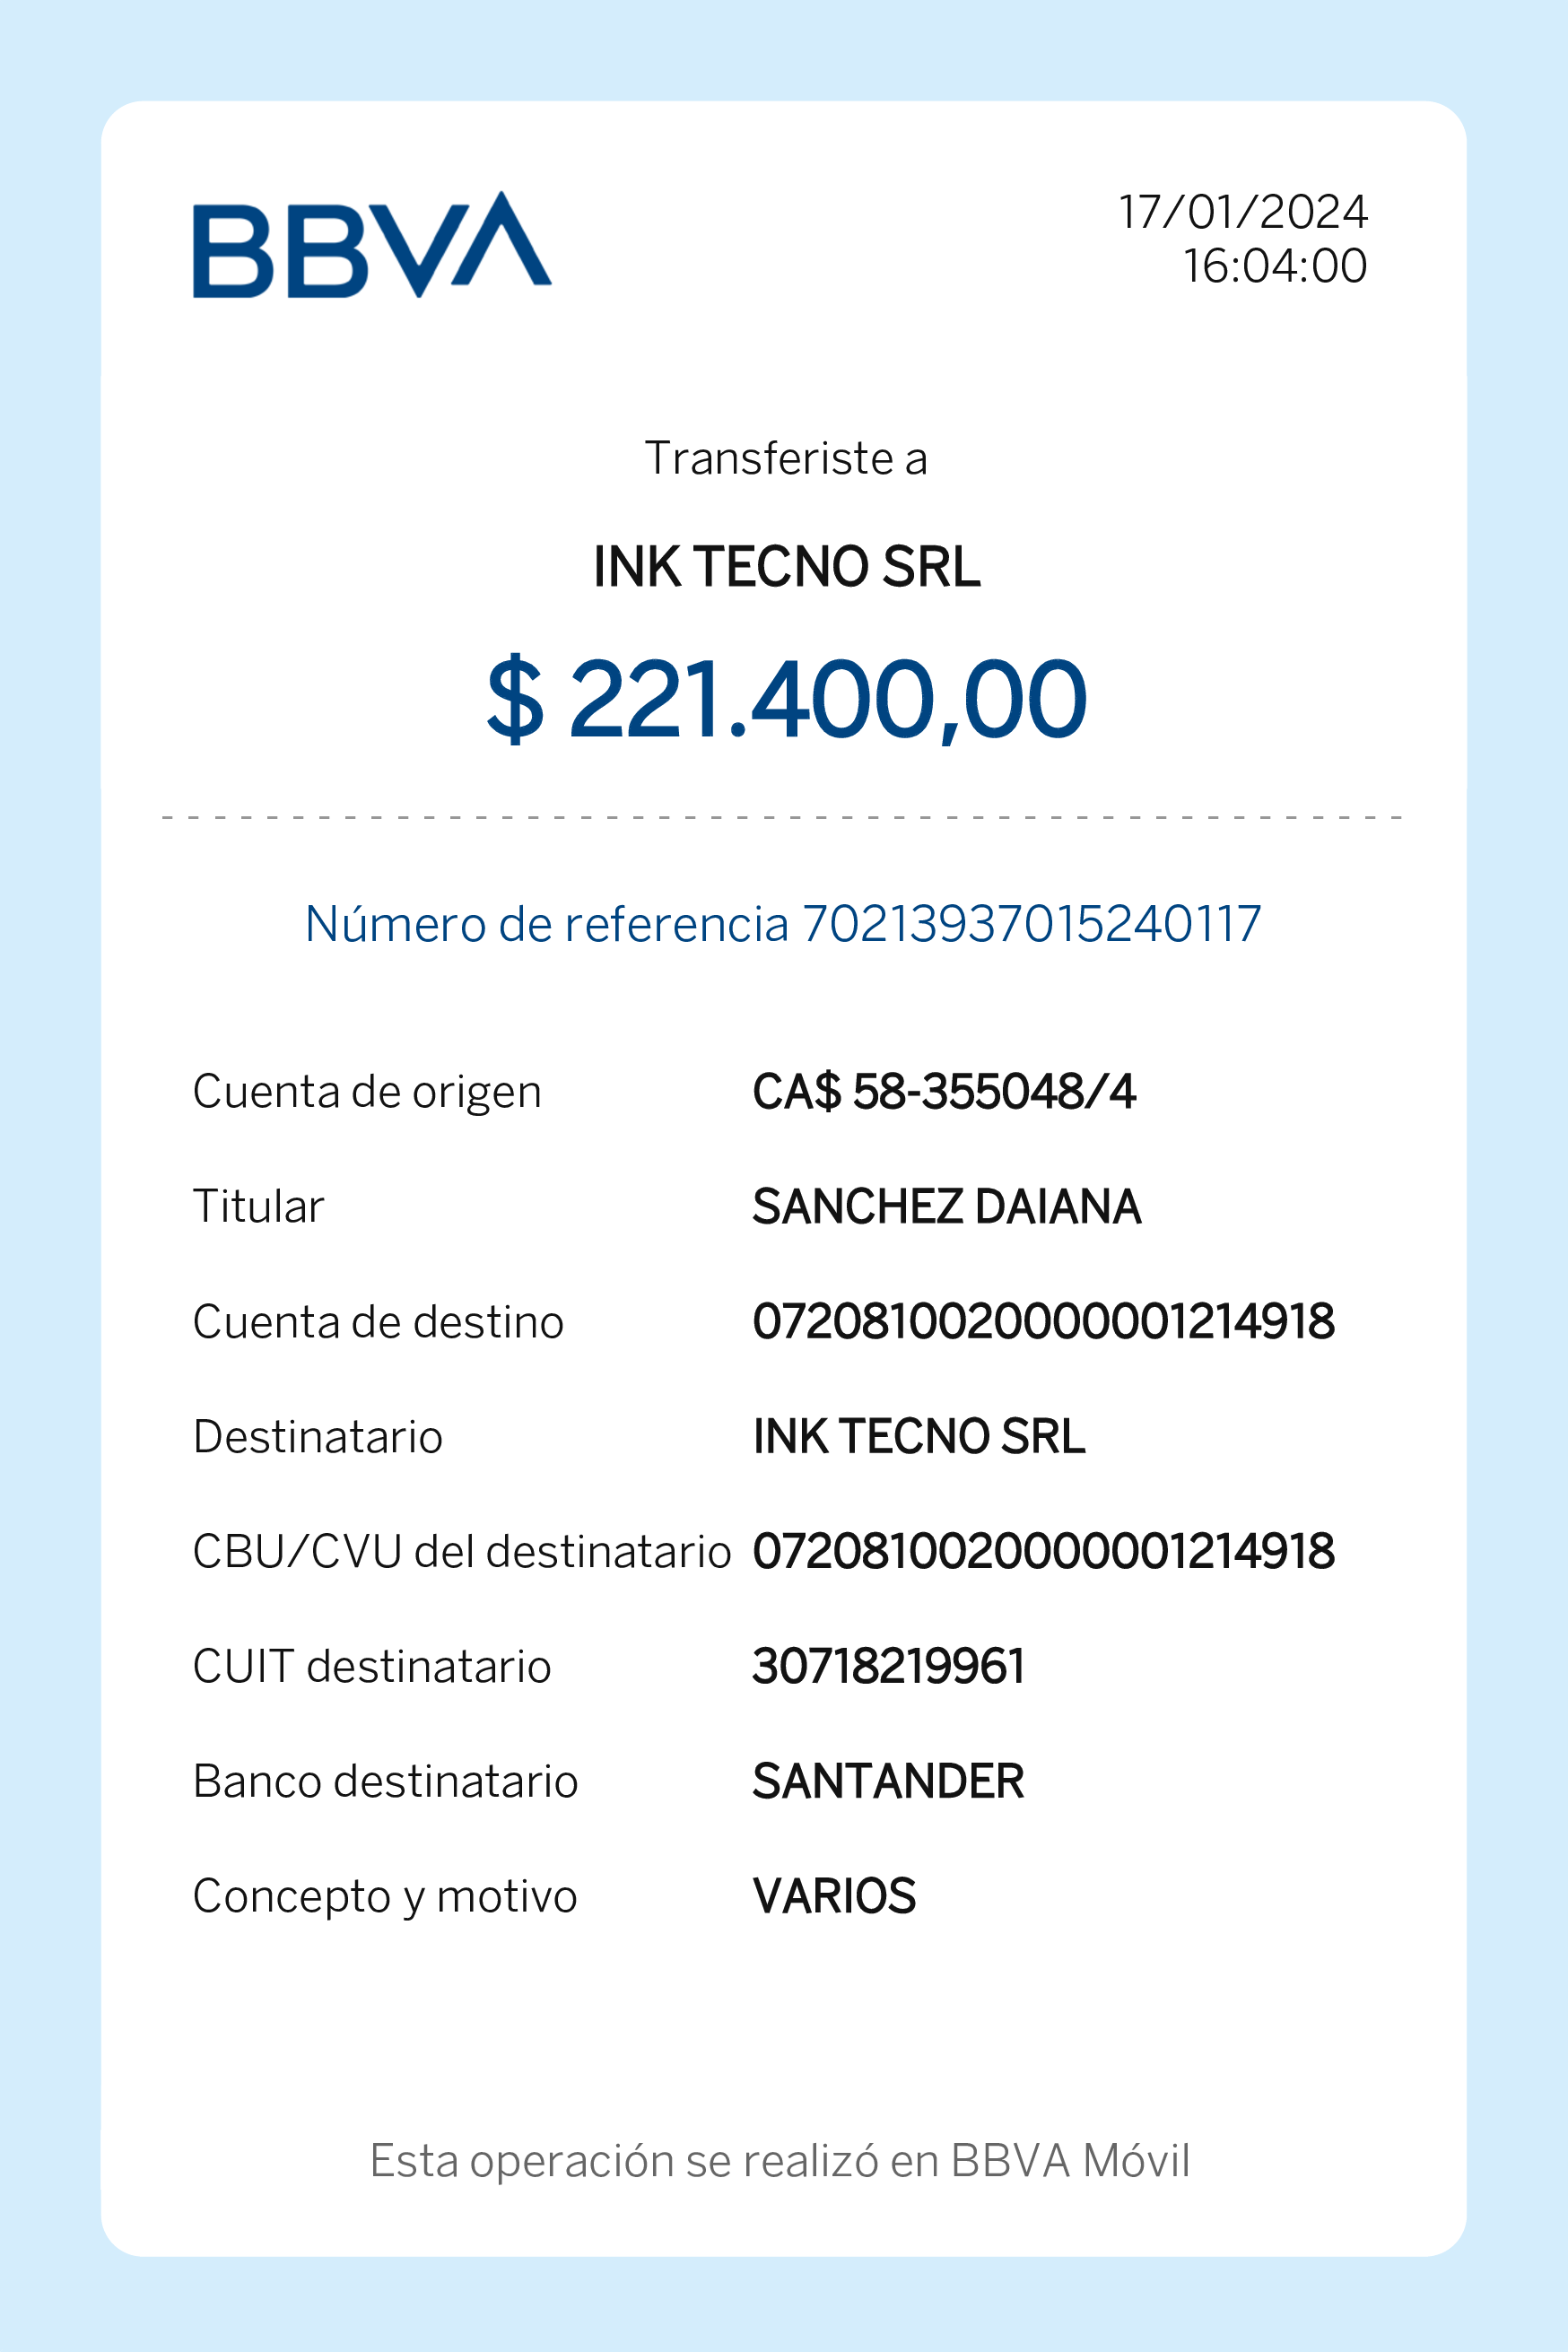 BBVA
17/01/2024
16:04:00
Transferiste a
INK TECNO SRL
$ 221.400,00
Número de referencia 70213937015240117
Cuenta de origen CA$ 58-355048/4
Titular SANCHEZ DAIANA
Cuenta de destino 0720810020000001214918
Destinatario INK TECNO SRL
CBU/CVU del destinatario 0720810020000001214918
CUIT destinatario 30718219961
Banco destinatario SANTANDER
Concepto y motivo VARIOS
Esta operación se realizó en BBVA Móvil